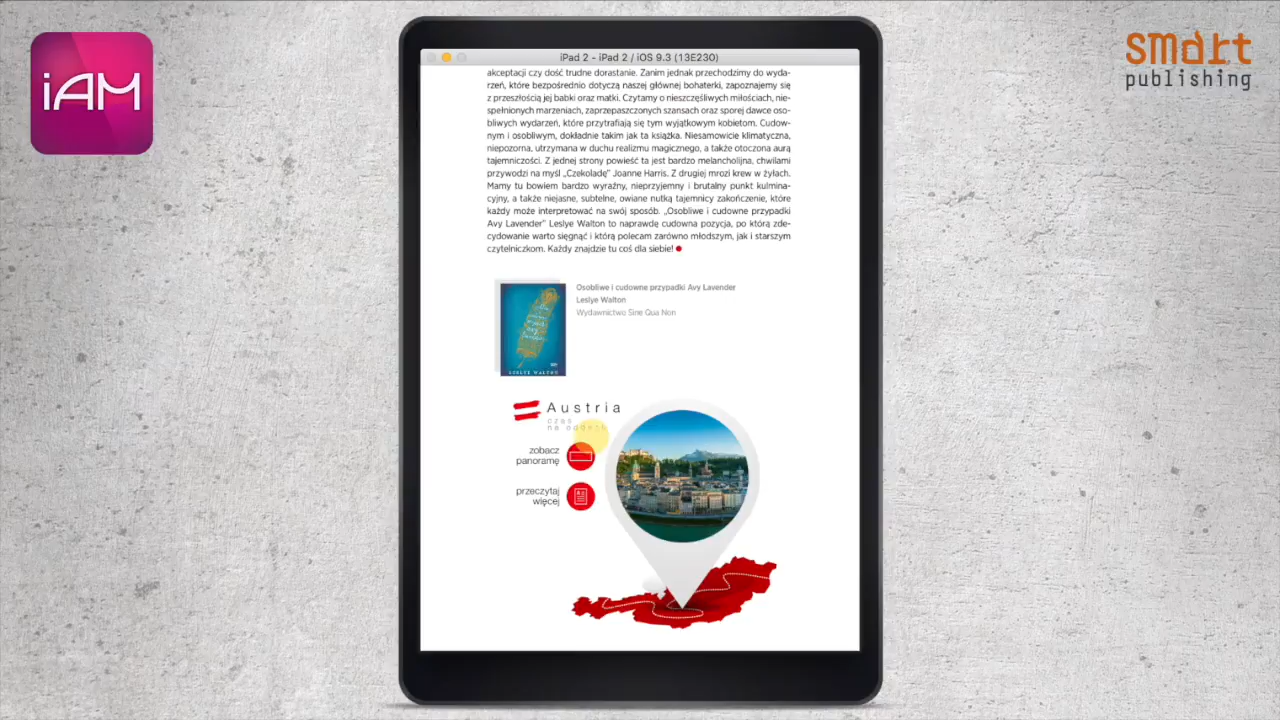 iAM
smart
publishing
iPad 2 - iPad 2 / iOS 9.3 (13E230)
akceptacji czy dość trudne dorastanie. Zanim jednak przechodzimy do wyda-
rzeń, które bezpośrednio dotyczą naszej głównej bohaterki, zapoznajemy się
z przeszłością jej babki oraz matki. Czytamy o nieszczęśliwych miłościach, nie-
spełnionych marzeniach, zaprzepaszczonych szansach oraz sporej dawce oso-
bliwych wydarzeń, które przytrafiają się tym wyjątkowym kobietom. Cudow-
nym i osobliwym, dokładnie takim jak ta książka. Niesamowicie klimatyczna,
niepozorna, utrzymana w duchu realizmu magicznego, a także otoczona aurą
tajemniczości. Z jednej strony powieść ta jest bardzo melancholijna, chwilami
przywodzi na myśl „Czekoladę” Joanne Harris. Z drugiej mrozi krew w żyłach.
Mamy tu bowiem bardzo wyraźny, nieprzyjemny i brutalny punkt kulmina-
cyjny, a także niejasne, subtelne, owiane nutką tajemnicy zakończenie, które
każdy może interpretować na swój sposób. „Osobliwe i cudowne przypadki
Avy Lavender” Leslye Walton to naprawdę cudowna pozycja, po którą zde-
cydowanie warto sięgnąć i którą polecam zarówno młodszym, jak i starszym
czytelniczkom. Każdy znajdzie tu coś dla siebie!
Osobliwe i cudowne przypadki Avy Lavender
Leslye Walton
Wydawnictwo Sine Qua Non
LESLYE WALTON
Austria
czas
na oddech
zobacz
panoramę
przeczytaj
więcej